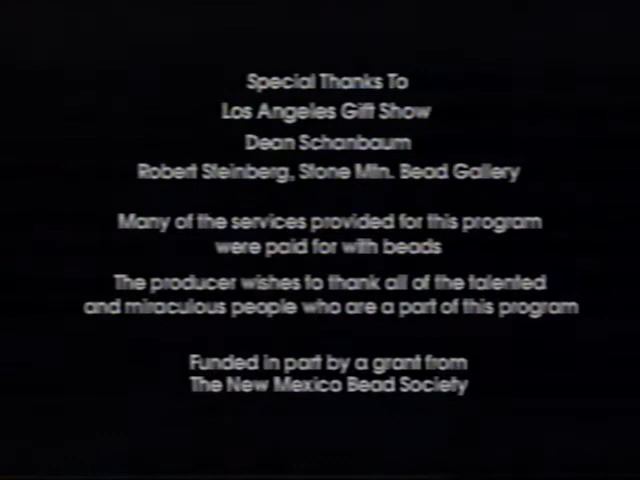 Special Thanks To
Los Angeles Gift Show
Dean Schanbaum
Robert Steinberg, Stone Mtn. Bead Gallery
Many of the services provided for this program
were paid for with beads
The producer wishes to thank all of the talented
and miraculous people who are a part of this program
Funded in part by a grant from
The New Mexico Bead Society